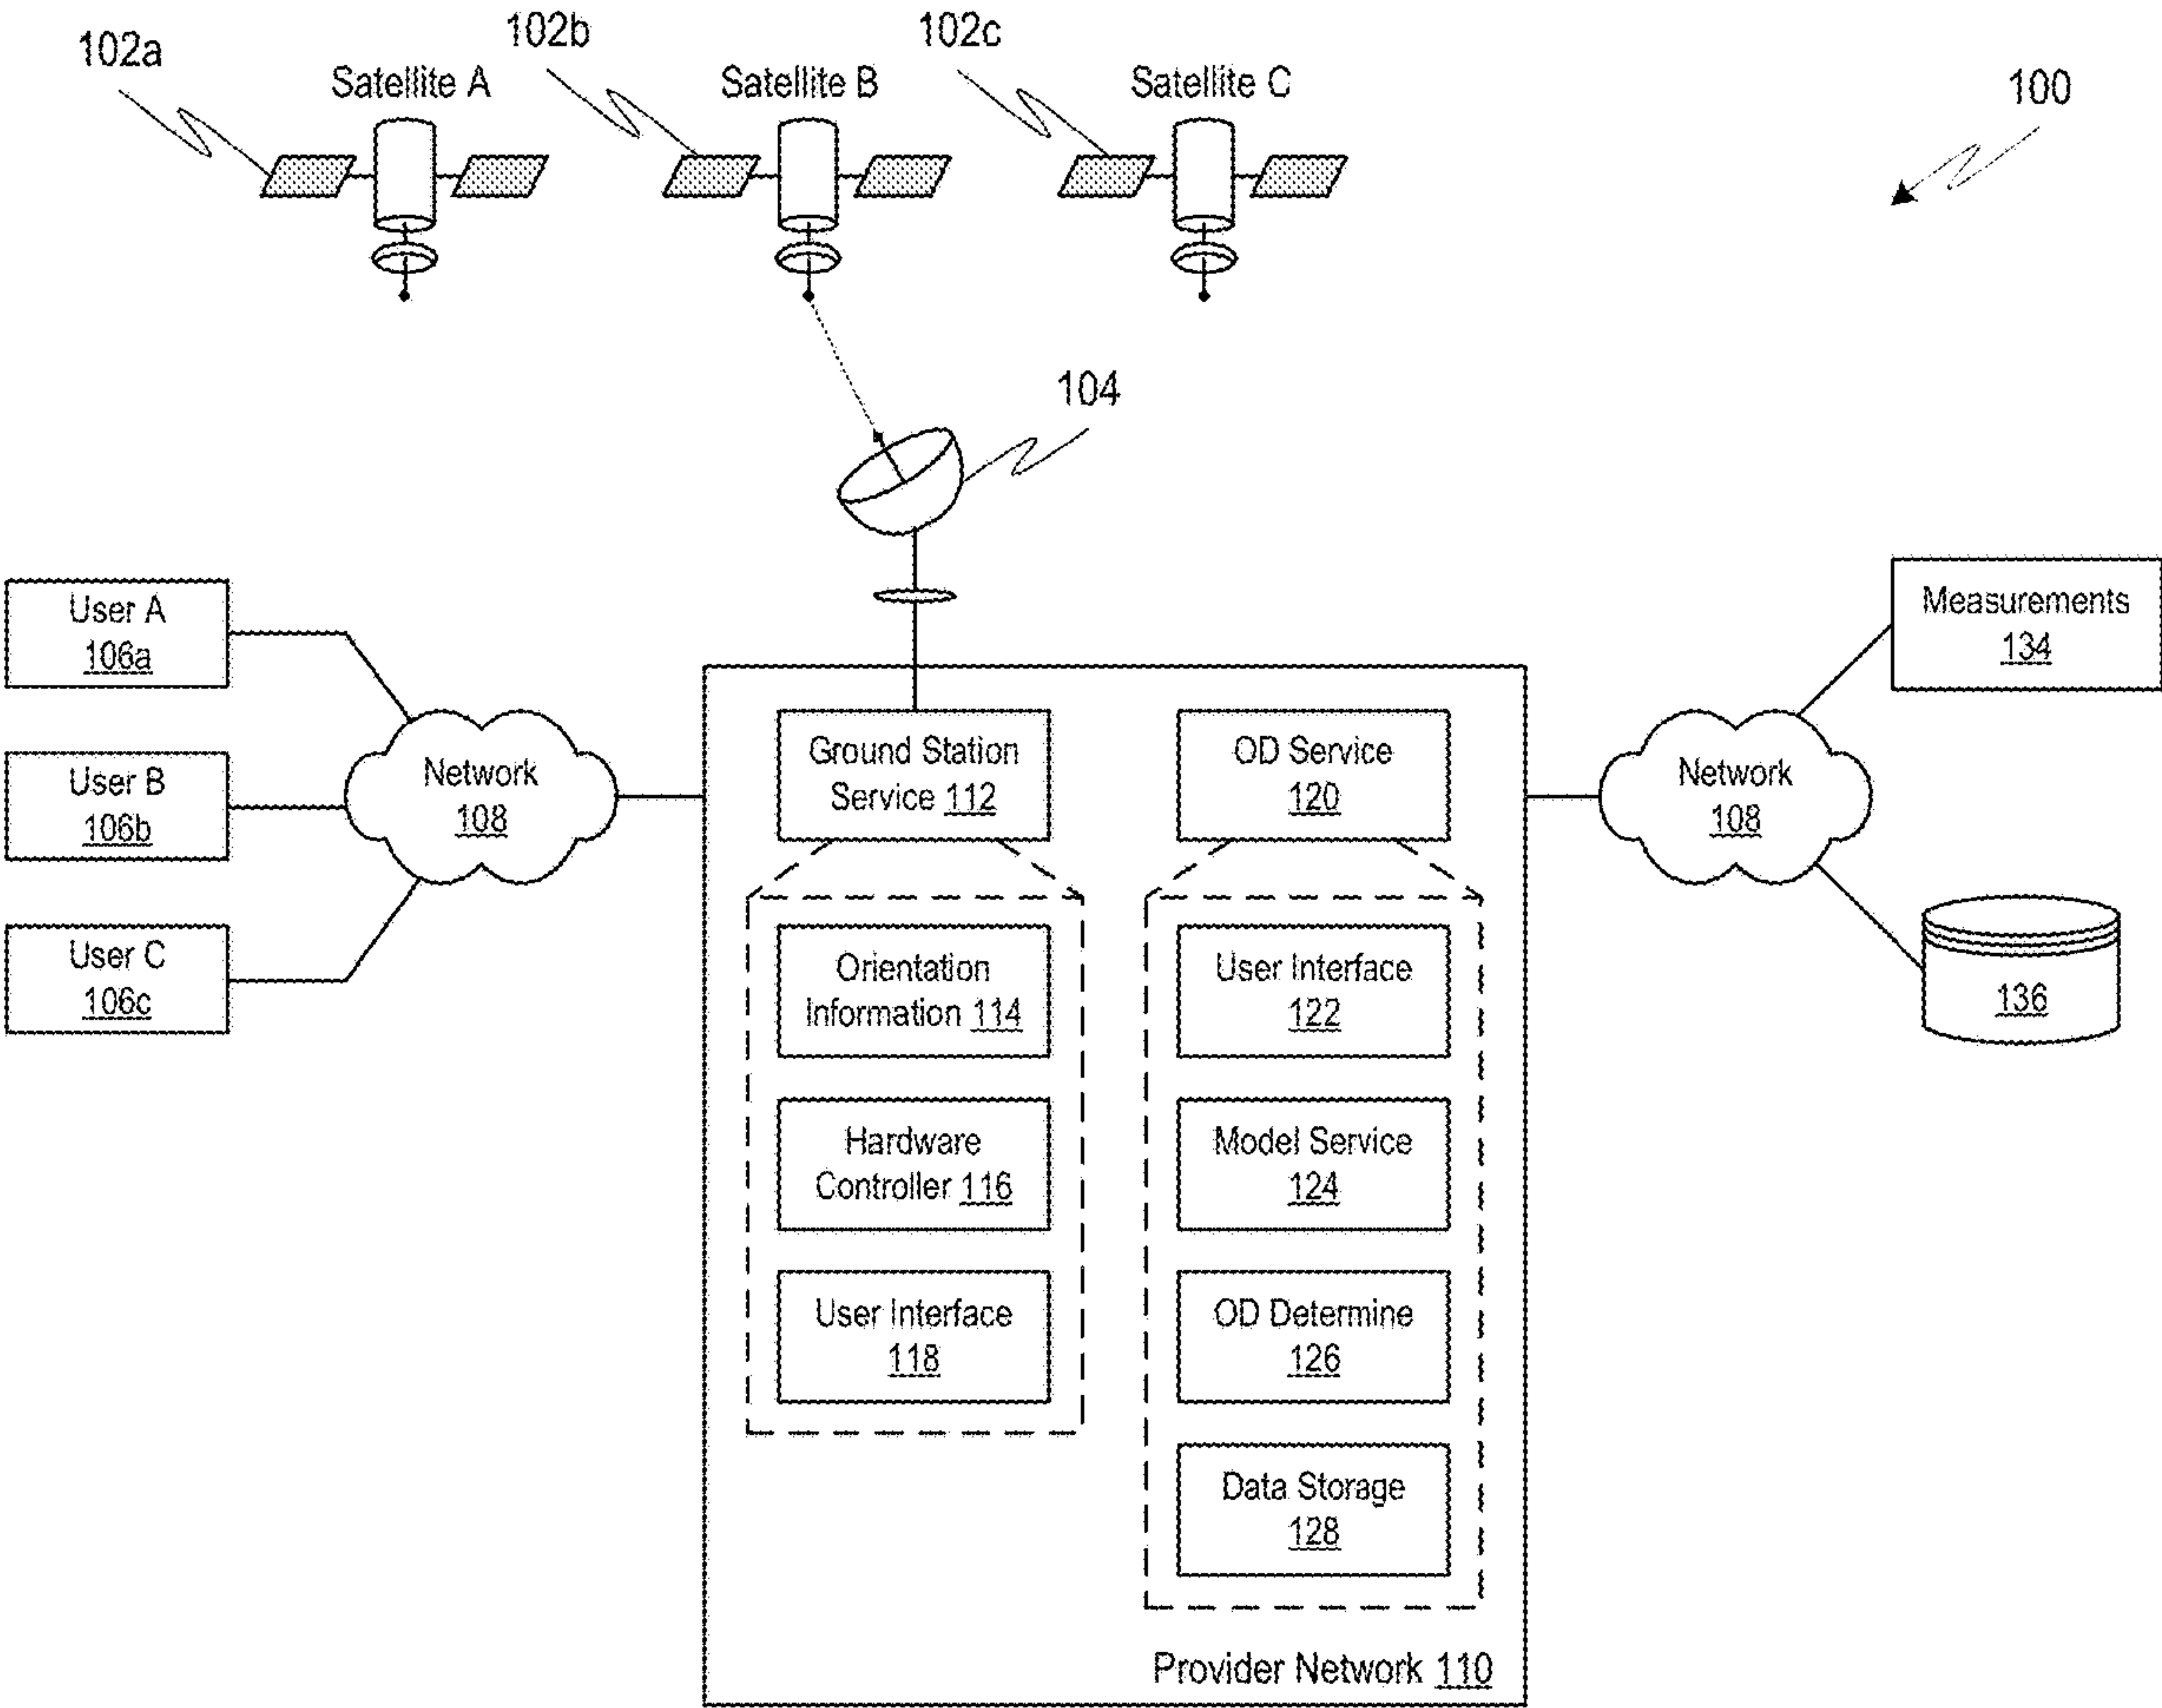 102a
102b
102c
Satellite A
Satellite B
Satellite C
100
104
User A
106a
User B
106b
User C
106c
Network
108
Ground Station
Service 112
Orientation
Information 114
Hardware
Controller 116
User Interface
118
OD Service
120
User Interface
122
Model Service
124
OD Determine
126
Data Storage
128
Provider Network 110
Network
108
Measurements
134
136